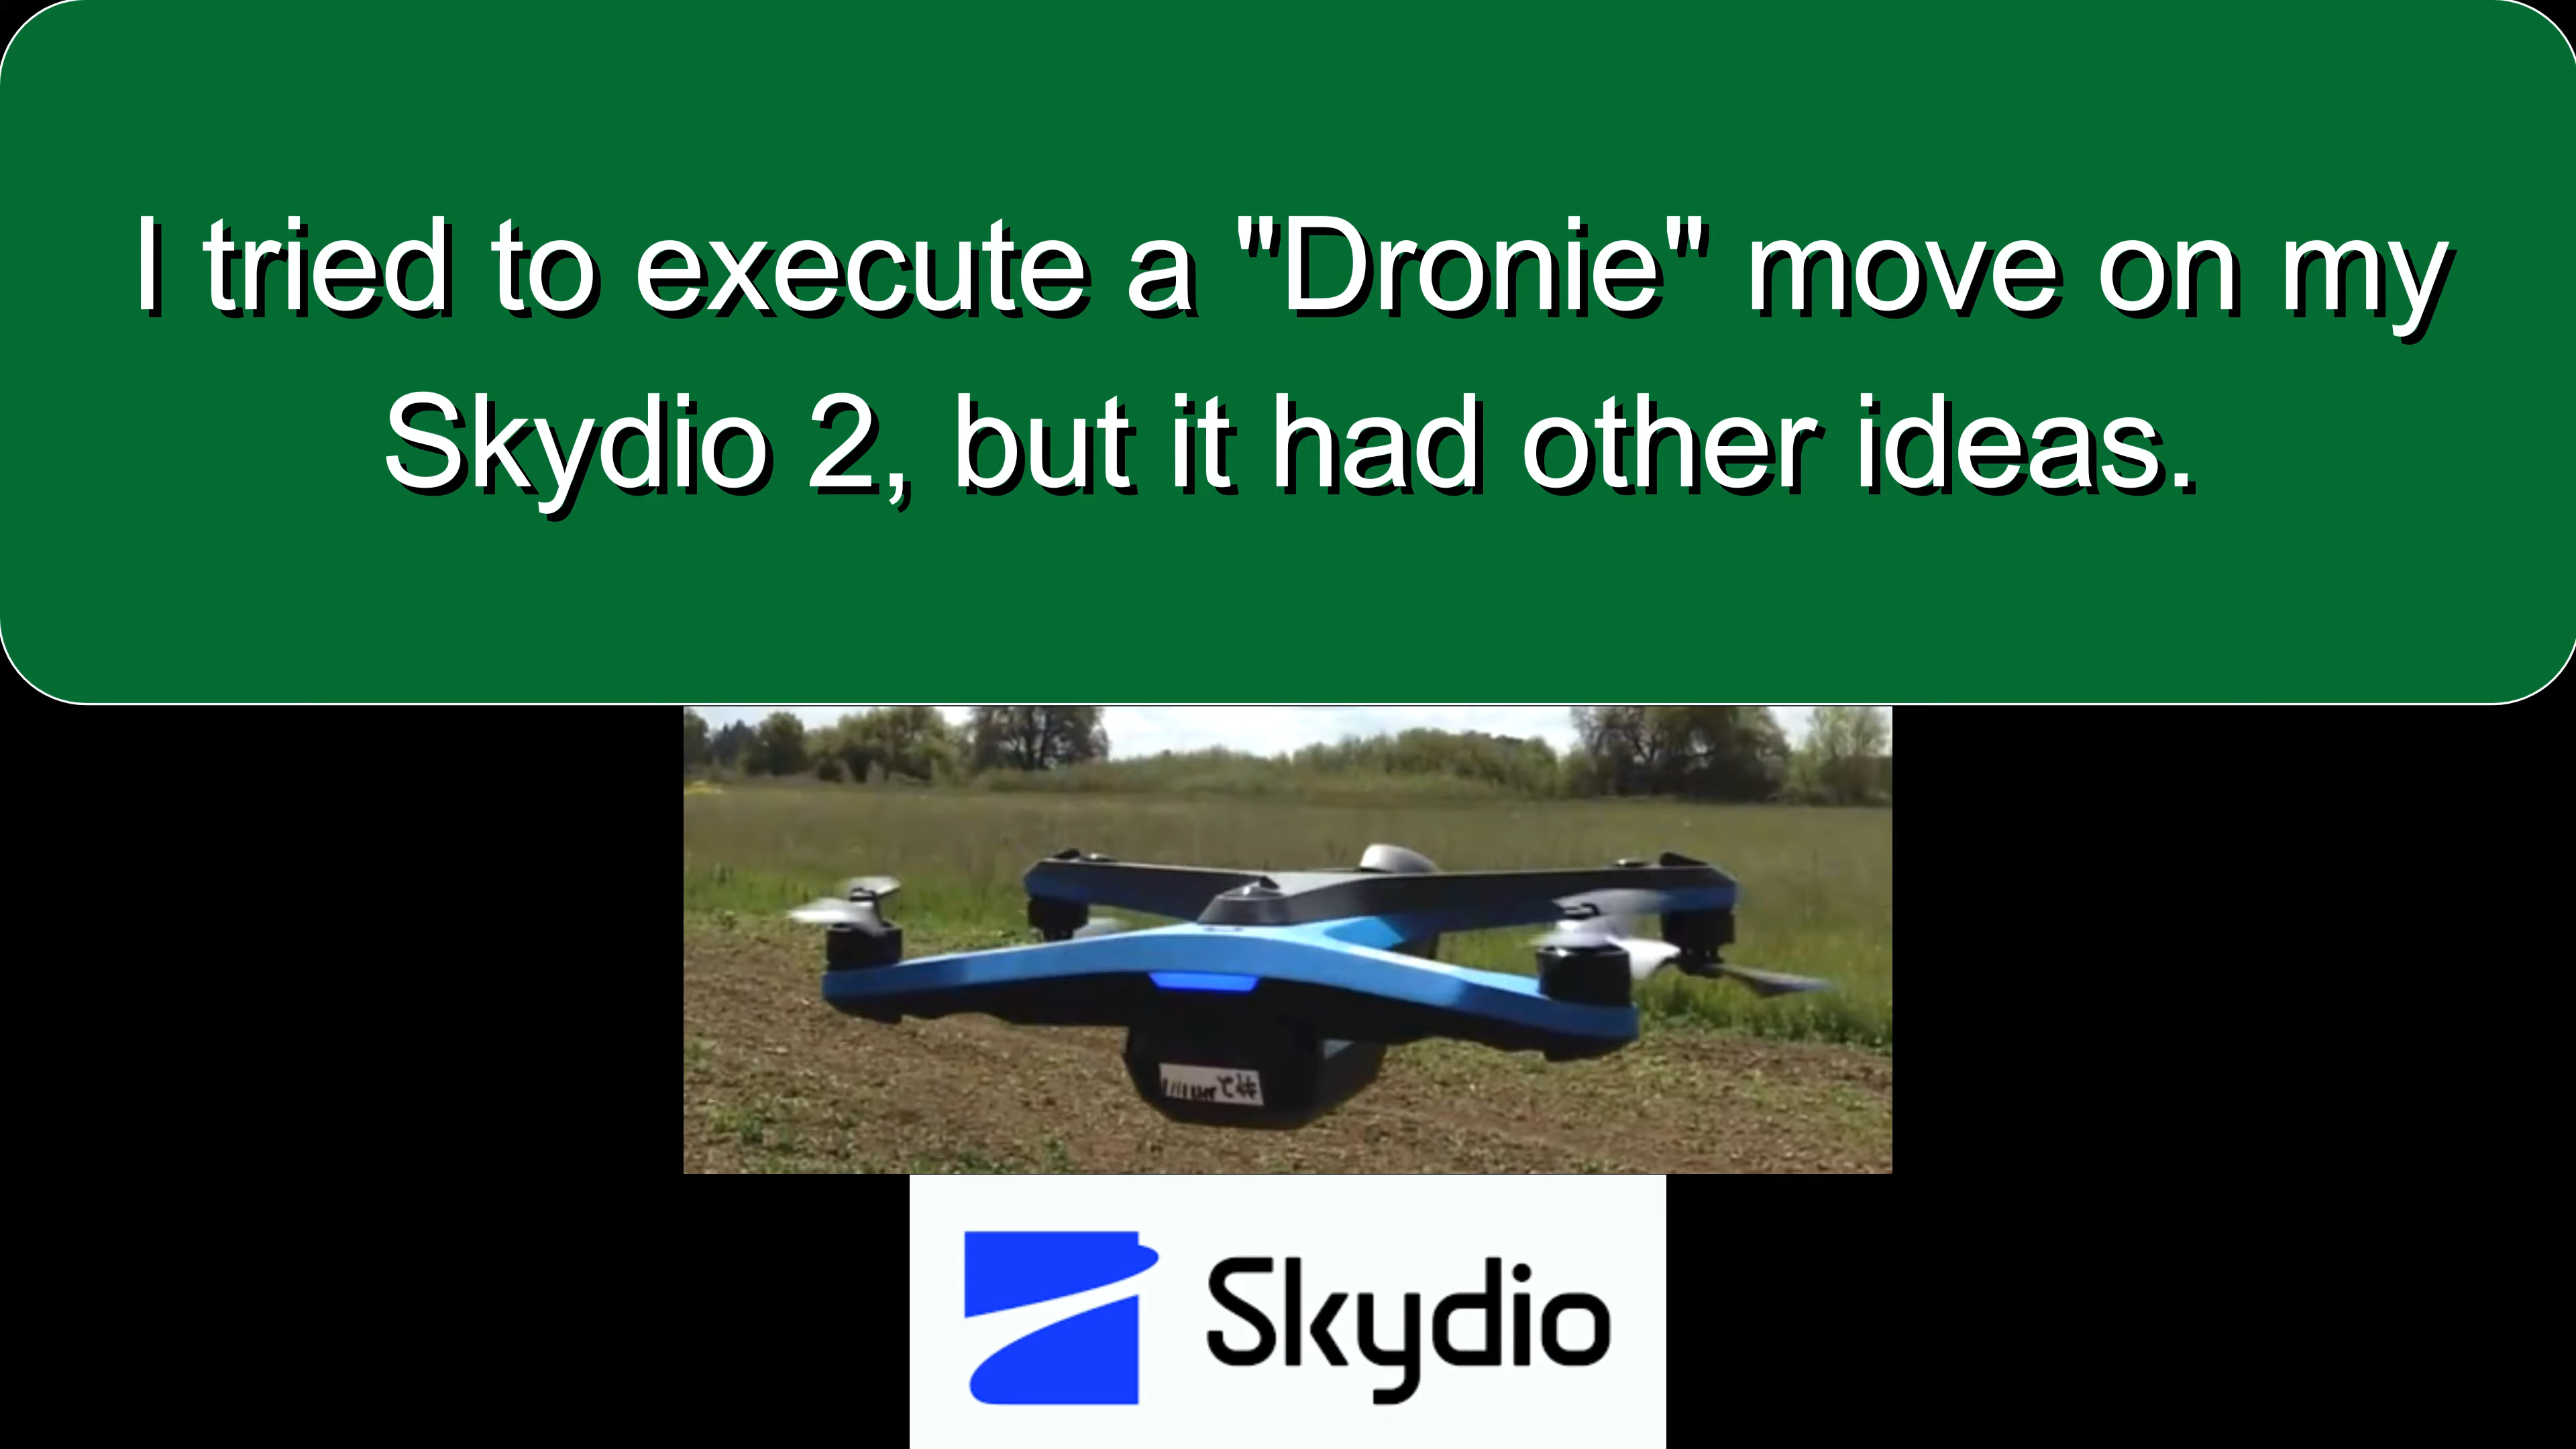 I tried to execute a "Dronie" move on my
Skydio 2, but it had other ideas.
Skydio